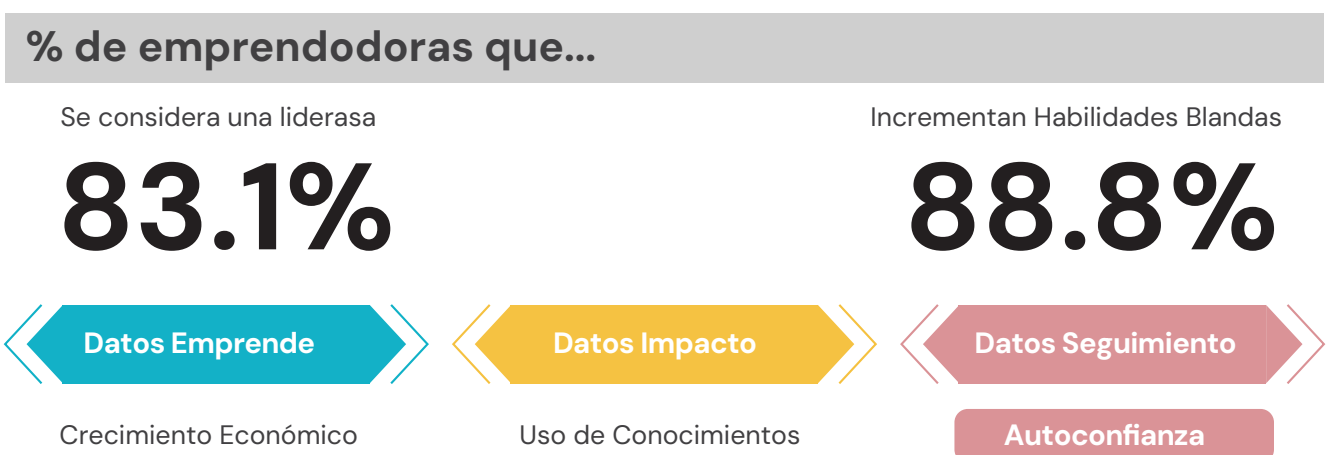 % de emprendodoras que...
Se considera una liderasa
Incrementan Habilidades Blandas
83.1%
88.8%
Datos Emprende
Datos Impacto
Datos Seguimiento
Crecimiento Económico
Uso de Conocimientos
Autoconfianza